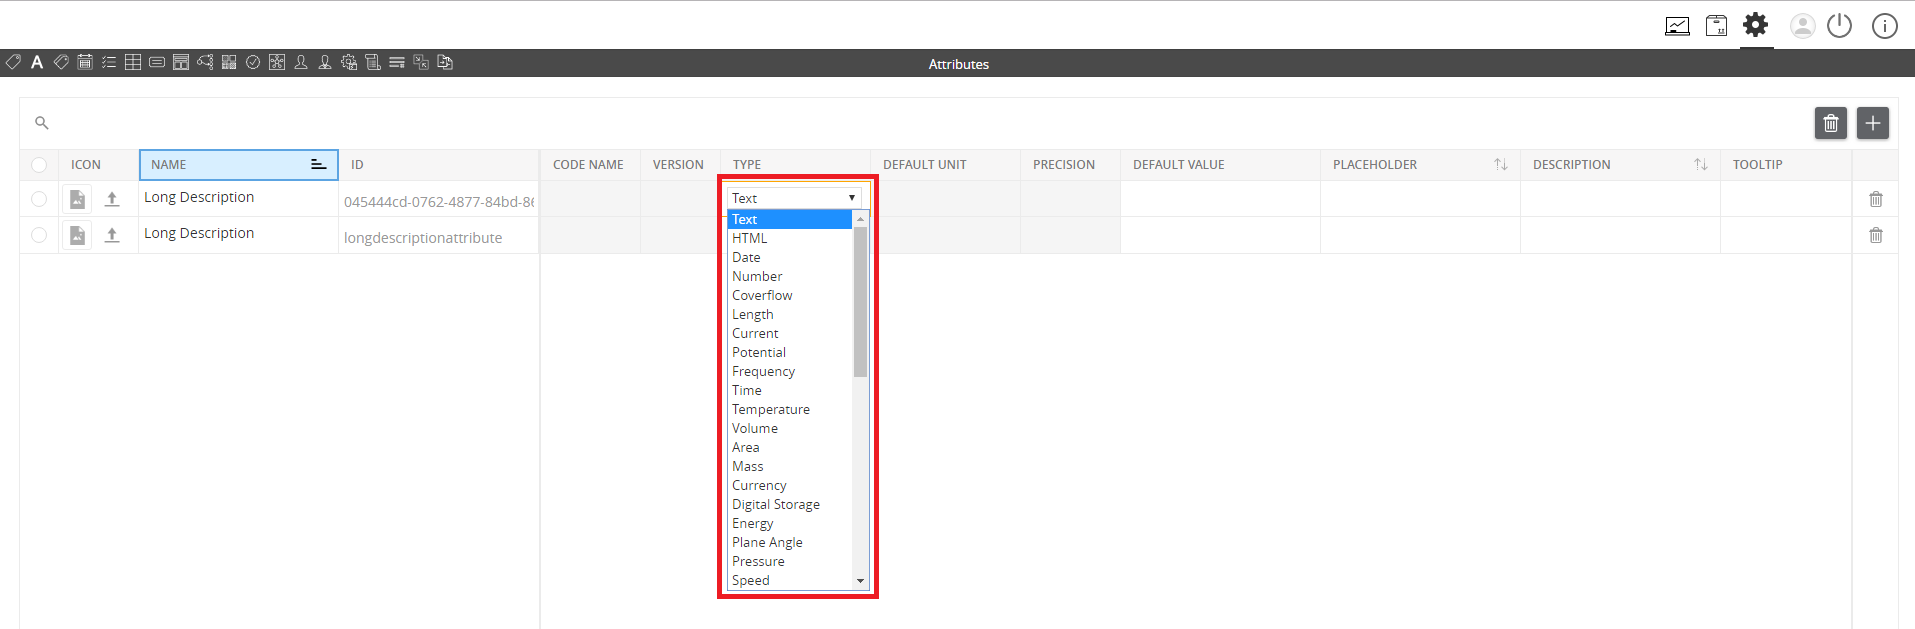 Attributes
ICON NAME ID CODE NAME VERSION TYPE DEFAULT UNIT PRECISION DEFAULT VALUE PLACEHOLDER DESCRIPTION TOOLTIP
Long Description 045444cd-0762-4877-84bd-86 Text
Long Description longdescriptionattribute
Text
HTML
Date
Number
Coverflow
Length
Current
Potential
Frequency
Time
Temperature
Volume
Area
Mass
Currency
Digital Storage
Energy
Plane Angle
Pressure
Speed